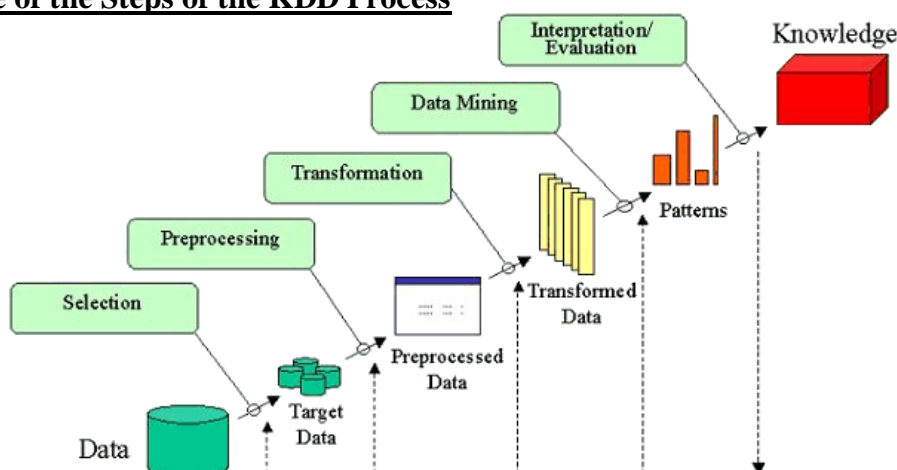 e of the Steps of the KDD Process
Interpretation/
Evaluation
Knowledge
Data Mining
Transformation
Patterns
Preprocessing
Transformed
Data
Selection
Preprocessed
Data
Target
Data
Data